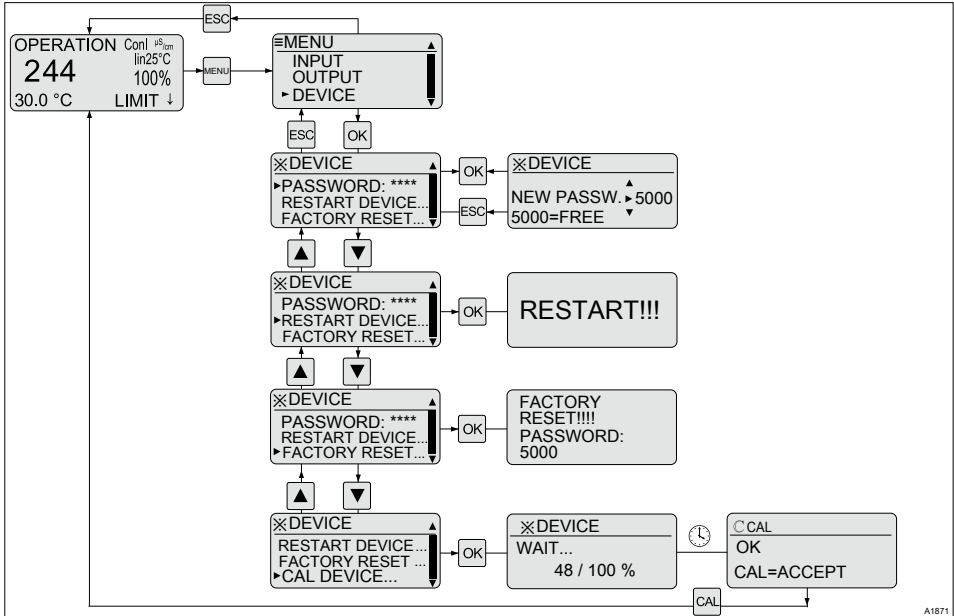 ESC
OPERATION ConI µS/cm
lin25°C
244 100%
30.0 °C LIMIT ↓
MENU
≡MENU
INPUT
OUTPUT
►DEVICE
ESC OK
※DEVICE
►PASSWORD: ****
RESTART DEVICE...
FACTORY RESET...
OK
ESC
※DEVICE
NEW PASSW. ►5000
5000=FREE
▲ ▼
※DEVICE
PASSWORD: ****
►RESTART DEVICE...
FACTORY RESET...
OK
RESTART!!!
▲ ▼
※DEVICE
PASSWORD: ****
RESTART DEVICE...
►FACTORY RESET...
OK
FACTORY
RESET!!!!
PASSWORD:
5000
▲ ▼
※DEVICE
RESTART DEVICE...
FACTORY RESET ...
►CAL DEVICE...
OK
※DEVICE
WAIT...
48 / 100 %
ℂ CAL
OK
CAL=ACCEPT
CAL
A1871